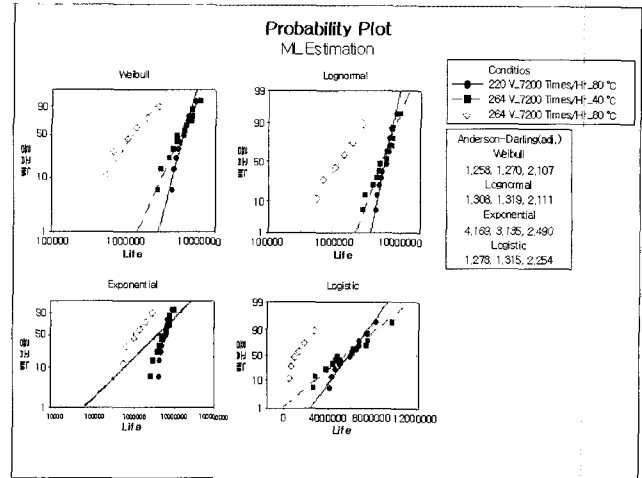 Probability Plot
ML Estimation
Weibull
90
50
10
1
100000
1000000
10000000
Life
Lognormal
99
90
50
10
1
100000
1000000
10000000
Life
Exponential
90
50
10
1
10000
100000
1000000
10000000
Life
Logistic
99
90
50
10
1
0
4000000
8000000
12000000
Life
Condition
220 V_7200 Times/Hr_80 °C
264 V_7200 Times/Hr_40 °C
264 V_7200 Times/Hr_80 °C
Anderson-Darling(adj.)
Weibull
1,258, 1,270, 2,107
Lognormal
1,308, 1,319, 2,111
Exponential
4,169, 3,135, 2,490
Logistic
1,278, 1,315, 2,254